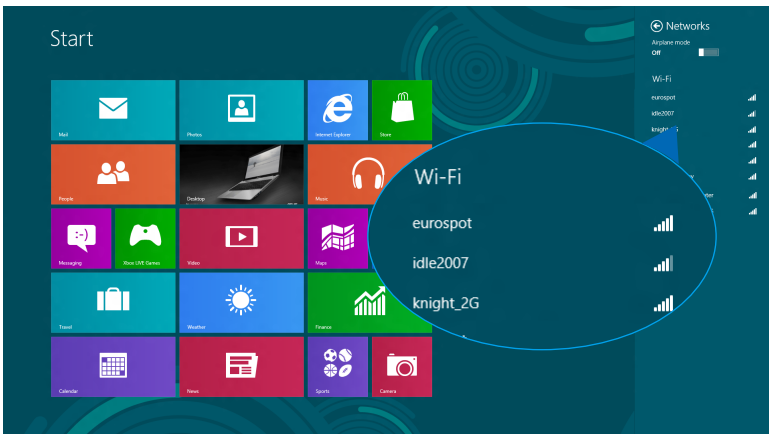 Start
Mail
Photos
Internet Explorer
Store
People
Desktop
Music
Messaging
:-)
Xbox LIVE Games
Video
Maps
Travel
Weather
Finance
Calendar
News
Sports
Camera
Networks
Airplane mode
Off
Wi-Fi
eurospot
idle2007
Wi-Fi
eurospot
idle2007
knight_2G